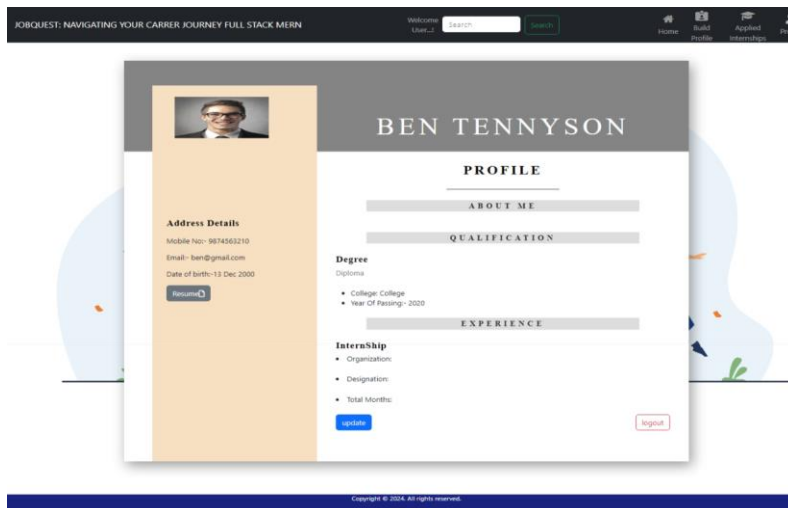 JOBQUEST: NAVIGATING YOUR CARRER JOURNEY FULL STACK MERN
Welcome
User..!
Search
Search
Home
Build
Profile
Applied
Internships
BEN TENNYSON
PROFILE
ABOUT ME
Address Details
Mobile No:- 9874563210
Email:- ben@gmail.com
Date of birth:-13 Dec 2000
Resume
QUALIFICATION
Degree
Diploma
College: College
Year Of Passing:- 2020
EXPERIENCE
InternShip
Organization:
Designation:
Total Months:
update
logout
Copyright © 2024. All rights reserved.